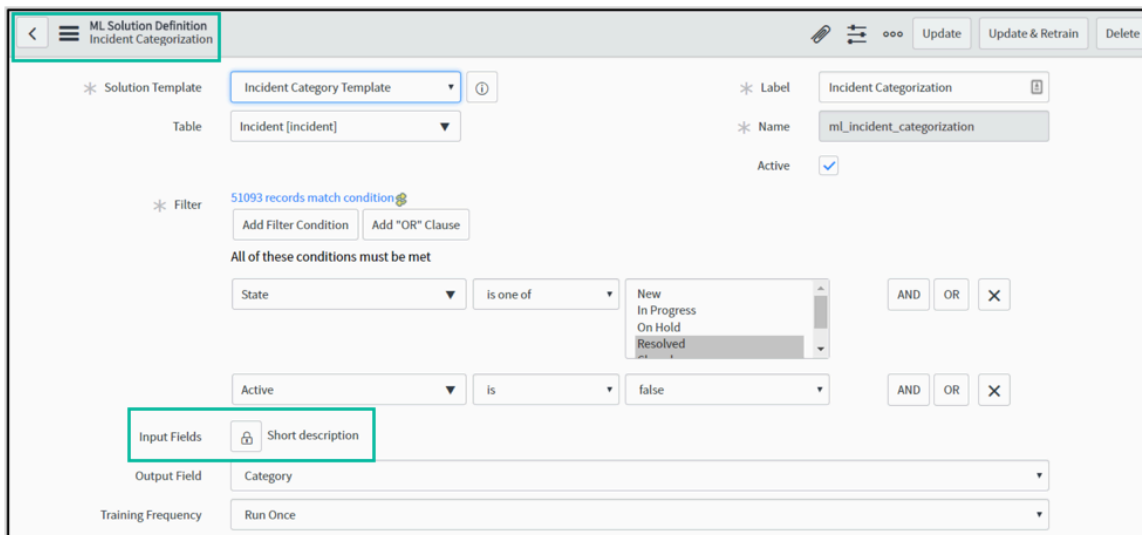 ML Solution Definition
Incident Categorization
Update
Update & Retrain
Delete
Solution Template
Incident Category Template
Label
Incident Categorization
Table
Incident [incident]
Name
ml_incident_categorization
Active
Filter
51093 records match condition
Add Filter Condition
Add "OR" Clause
All of these conditions must be met
State
is one of
New
In Progress
On Hold
Resolved
AND
OR
Active
is
false
AND
OR
Input Fields
Short description
Output Field
Category
Training Frequency
Run Once